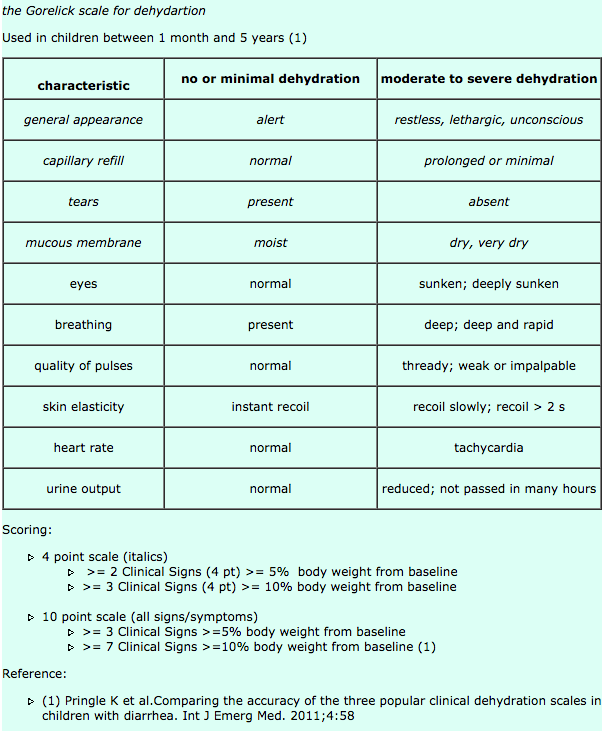 the Gorelick scale for dehydartion
Used in children between 1 month and 5 years (1)
characteristic no or minimal dehydration moderate to severe dehydration
general appearance alert restless, lethargic, unconscious
capillary refill normal prolonged or minimal
tears present absent
mucous membrane moist dry, very dry
eyes normal sunken; deeply sunken
breathing present deep; deep and rapid
quality of pulses normal thready; weak or impalpable
skin elasticity instant recoil recoil slowly; recoil > 2 s
heart rate normal tachycardia
urine output normal reduced; not passed in many hours
Scoring:
4 point scale (italics)
>= 2 Clinical Signs (4 pt) >= 5%  body weight from baseline
>= 3 Clinical Signs (4 pt) >= 10% body weight from baseline
10 point scale (all signs/symptoms)
>= 3 Clinical Signs >=5% body weight from baseline
>= 7 Clinical Signs >=10% body weight from baseline (1)
Reference:
(1) Pringle K et al.Comparing the accuracy of the three popular clinical dehydration scales in
children with diarrhea. Int J Emerg Med. 2011;4:58